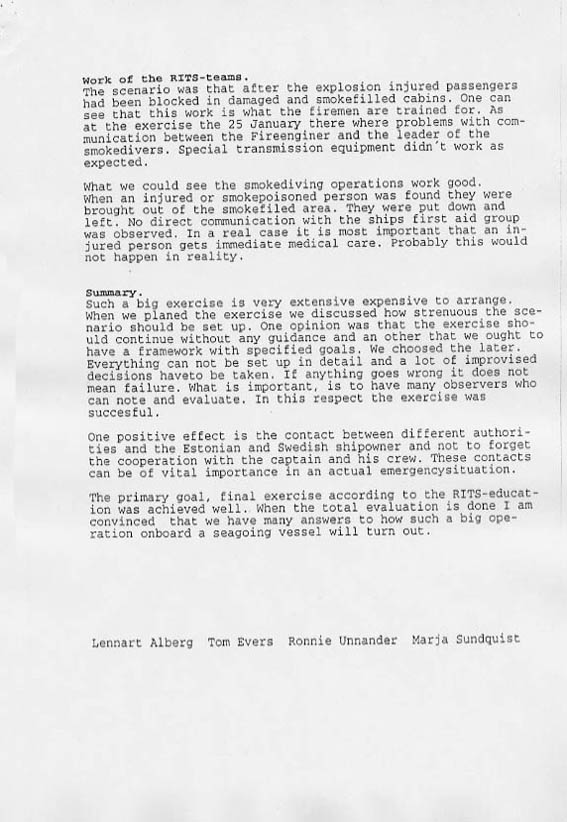 Work of the RITS-teams.
The scenario was that after the explosion injured passengers
had been blocked in damaged and smokefilled cabins. One can
see that this work is what the firemen are trained for. As
at the exercise the 25 January there where problems with com-
munication between the Fireenginer and the leader of the
smokedivers. Special transmission equipment didn't work as
expected.
What we could see the smokediving operations work good.
When an injured or smokepoisoned person was found they were
brought out of the smokefiled area. They were put down and
left. No direct communication with the ships first aid group
was observed. In a real case it is most important that an in-
jured person gets immediate medical care. Probably this would
not happen in reality.
Summary.
Such a big exercise is very extensive expensive to arrange.
When we planed the exercise we discussed how strenuous the sce-
nario should be set up. One opinion was that the exercise sho-
uld continue without any guidance and an other that we ought to
have a framework with specified goals. We choosed the later.
Everything can not be set up in detail and a lot of improvised
decisions haveto be taken. If anything goes wrong it does not
mean failure. What is important, is to have many observers who
can note and evaluate. In this respect the exercise was
succesful.
One positive effect is the contact between different authori-
ties and the Estonian and Swedish shipowner and not to forget
the cooperation with the captain and his crew. These contacts
can be of vital importance in an actual emergencysituation.
The primary goal, final exercise according to the RITS-educat-
ion was achieved well. When the total evaluation is done I am
convinced  that we have many answers to how such a big ope-
ration onboard a seagoing vessel will turn out.
Lennart Alberg  Tom Evers  Ronnie Unnander  Marja Sundquist